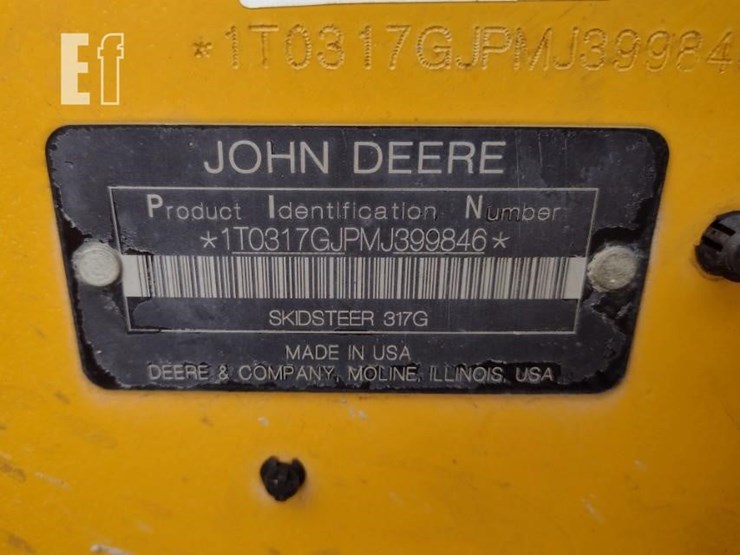 Ef
*1T0317GJPMJ39984
JOHN DEERE
Product Identification Number
*1T0317GJPMJ399846*
SKIDSTEER 317G
MADE IN USA
DEERE & COMPANY, MOLINE, ILLINOIS, USA